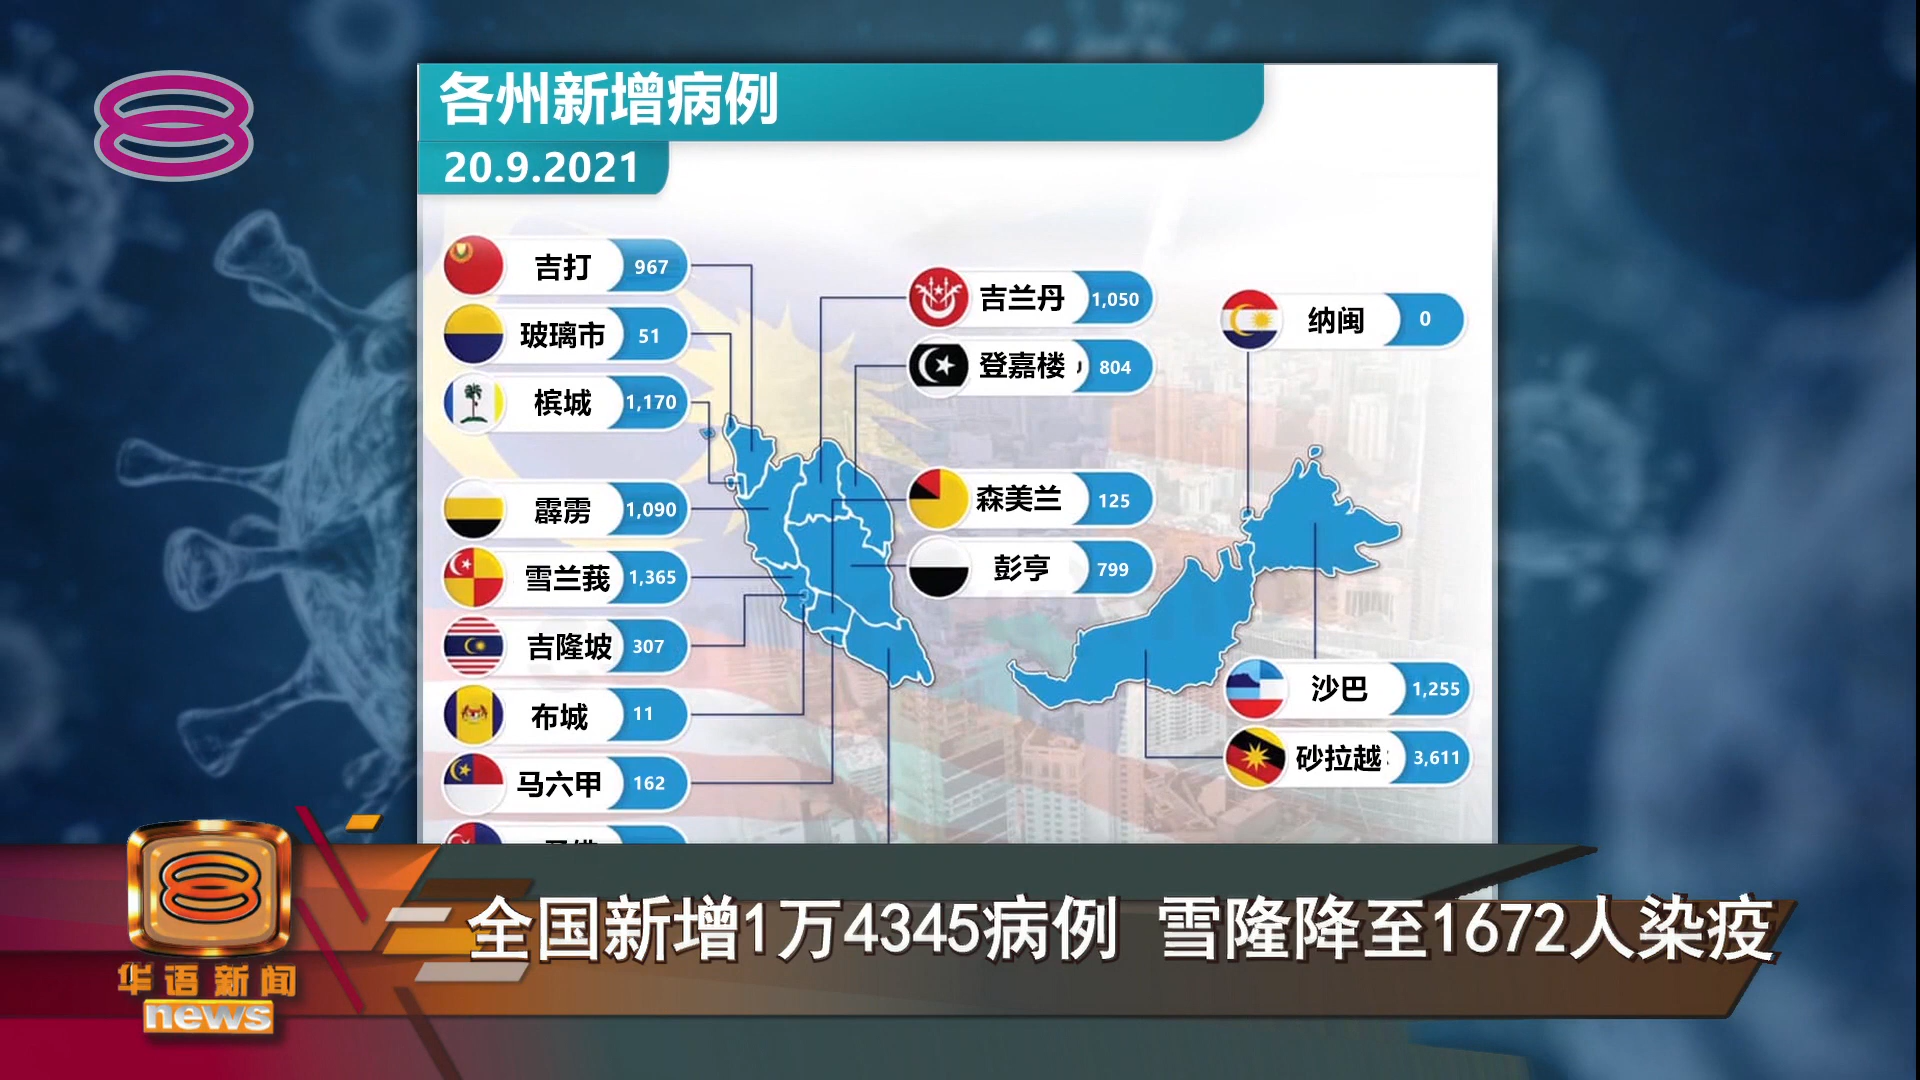 各州新增病例
20.9.2021
吉打 967
玻璃市 51
槟城 1,170
霹雳 1,090
雪兰莪 1,365
吉隆坡 307
布城 11
马六甲 162
吉兰丹 1,050
登嘉楼 804
森美兰 125
彭亨 799
纳闽 0
沙巴 1,255
砂拉越 3,611
全国新增1万4345病例 雪隆降至1672人染疫
华语新闻
news